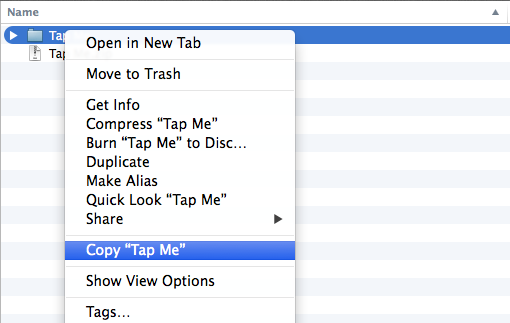 Name
Tap
Tap
Open in New Tab
Move to Trash
Get Info
Compress “Tap Me”
Burn “Tap Me” to Disc…
Duplicate
Make Alias
Quick Look “Tap Me”
Share
Copy “Tap Me”
Show View Options
Tags…